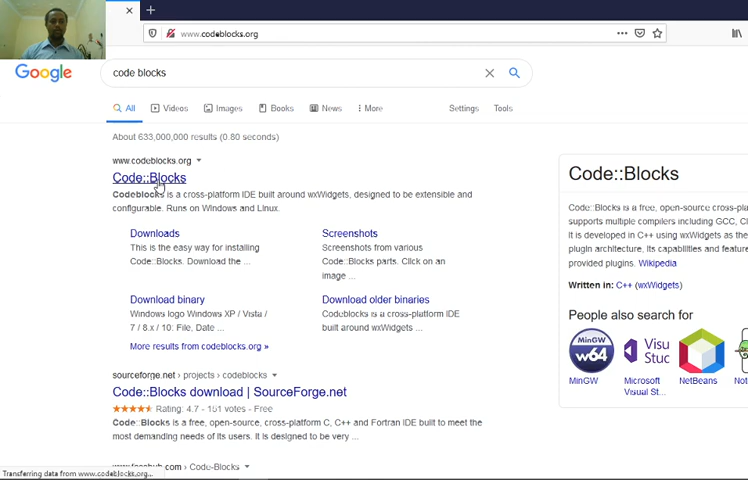 www.codeblocks.org
Google
code blocks
All
Videos
Images
Books
News
More
Settings
Tools
About 633,000,000 results (0.80 seconds)
www.codeblocks.org
Code::Blocks
Codeblocks is a cross-platform IDE built around wxWidgets, designed to be extensible and
configurable. Runs on Windows and Linux.
Downloads
This is the easy way for installing
Code::Blocks. Download the ...
Screenshots
Screenshots from various
Code::Blocks parts. Click on an
image ...
Download binary
Windows logo Windows XP / Vista /
7 / 8.x / 10: File, Date ...
Download older binaries
Codeblocks is a cross-platform IDE
built around wxWidgets ...
More results from codeblocks.org »
sourceforge.net › projects › codeblocks
Code::Blocks download | SourceForge.net
Rating: 4.7 - 151 votes - Free
Code::Blocks is a free, open-source, cross-platform C, C++ and Fortran IDE built to meet the
most demanding needs of its users. It is designed to be very ...
.com › Code-Blocks
Transferring data from www.codeblocks.org...
Code::Blocks
Code::Blocks is a free, open-source cross-pla
supports multiple compilers including GCC, Cl
It is developed in C++ using wxWidgets as the
plugin architecture, its capabilities and feature
provided plugins. Wikipedia
Written in: C++ (wxWidgets)
People also search for
MinGW
w64
Visu
Stuc
MinGW
Microsoft
Visual St...
NetBeans
Not